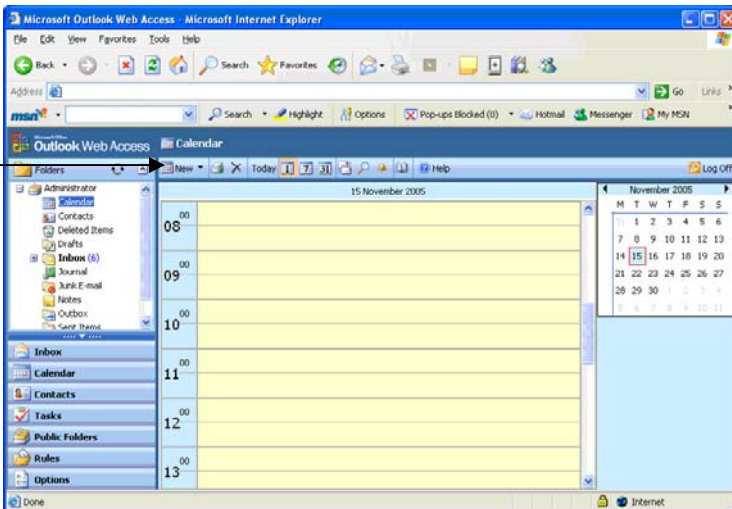 Microsoft Outlook Web Access - Microsoft Internet Explorer
File Edit View Favorites Tools Help
Back Search Favorites
Address Go Links »
msn Search Highlight Options Pop-ups Blocked (0) Hotmail Messenger My MSN
Outlook Web Access Calendar
Folders New Today 1 7 31 Help Log Off
15 November 2005
Administrator
Calendar
Contacts
Deleted Items
Drafts
Inbox (6)
Journal
Junk E-mail
Notes
Outbox
Sent Items
Inbox
Calendar
Contacts
Tasks
Public Folders
Rules
Options
08 00
09 00
10 00
11 00
12 00
13 00
November 2005
M T W T F S S
31 1 2 3 4 5 6
7 8 9 10 11 12 13
14 15 16 17 18 19 20
21 22 23 24 25 26 27
28 29 30 1 2 3 4
5 6 7 8 9 10 11
Done Internet